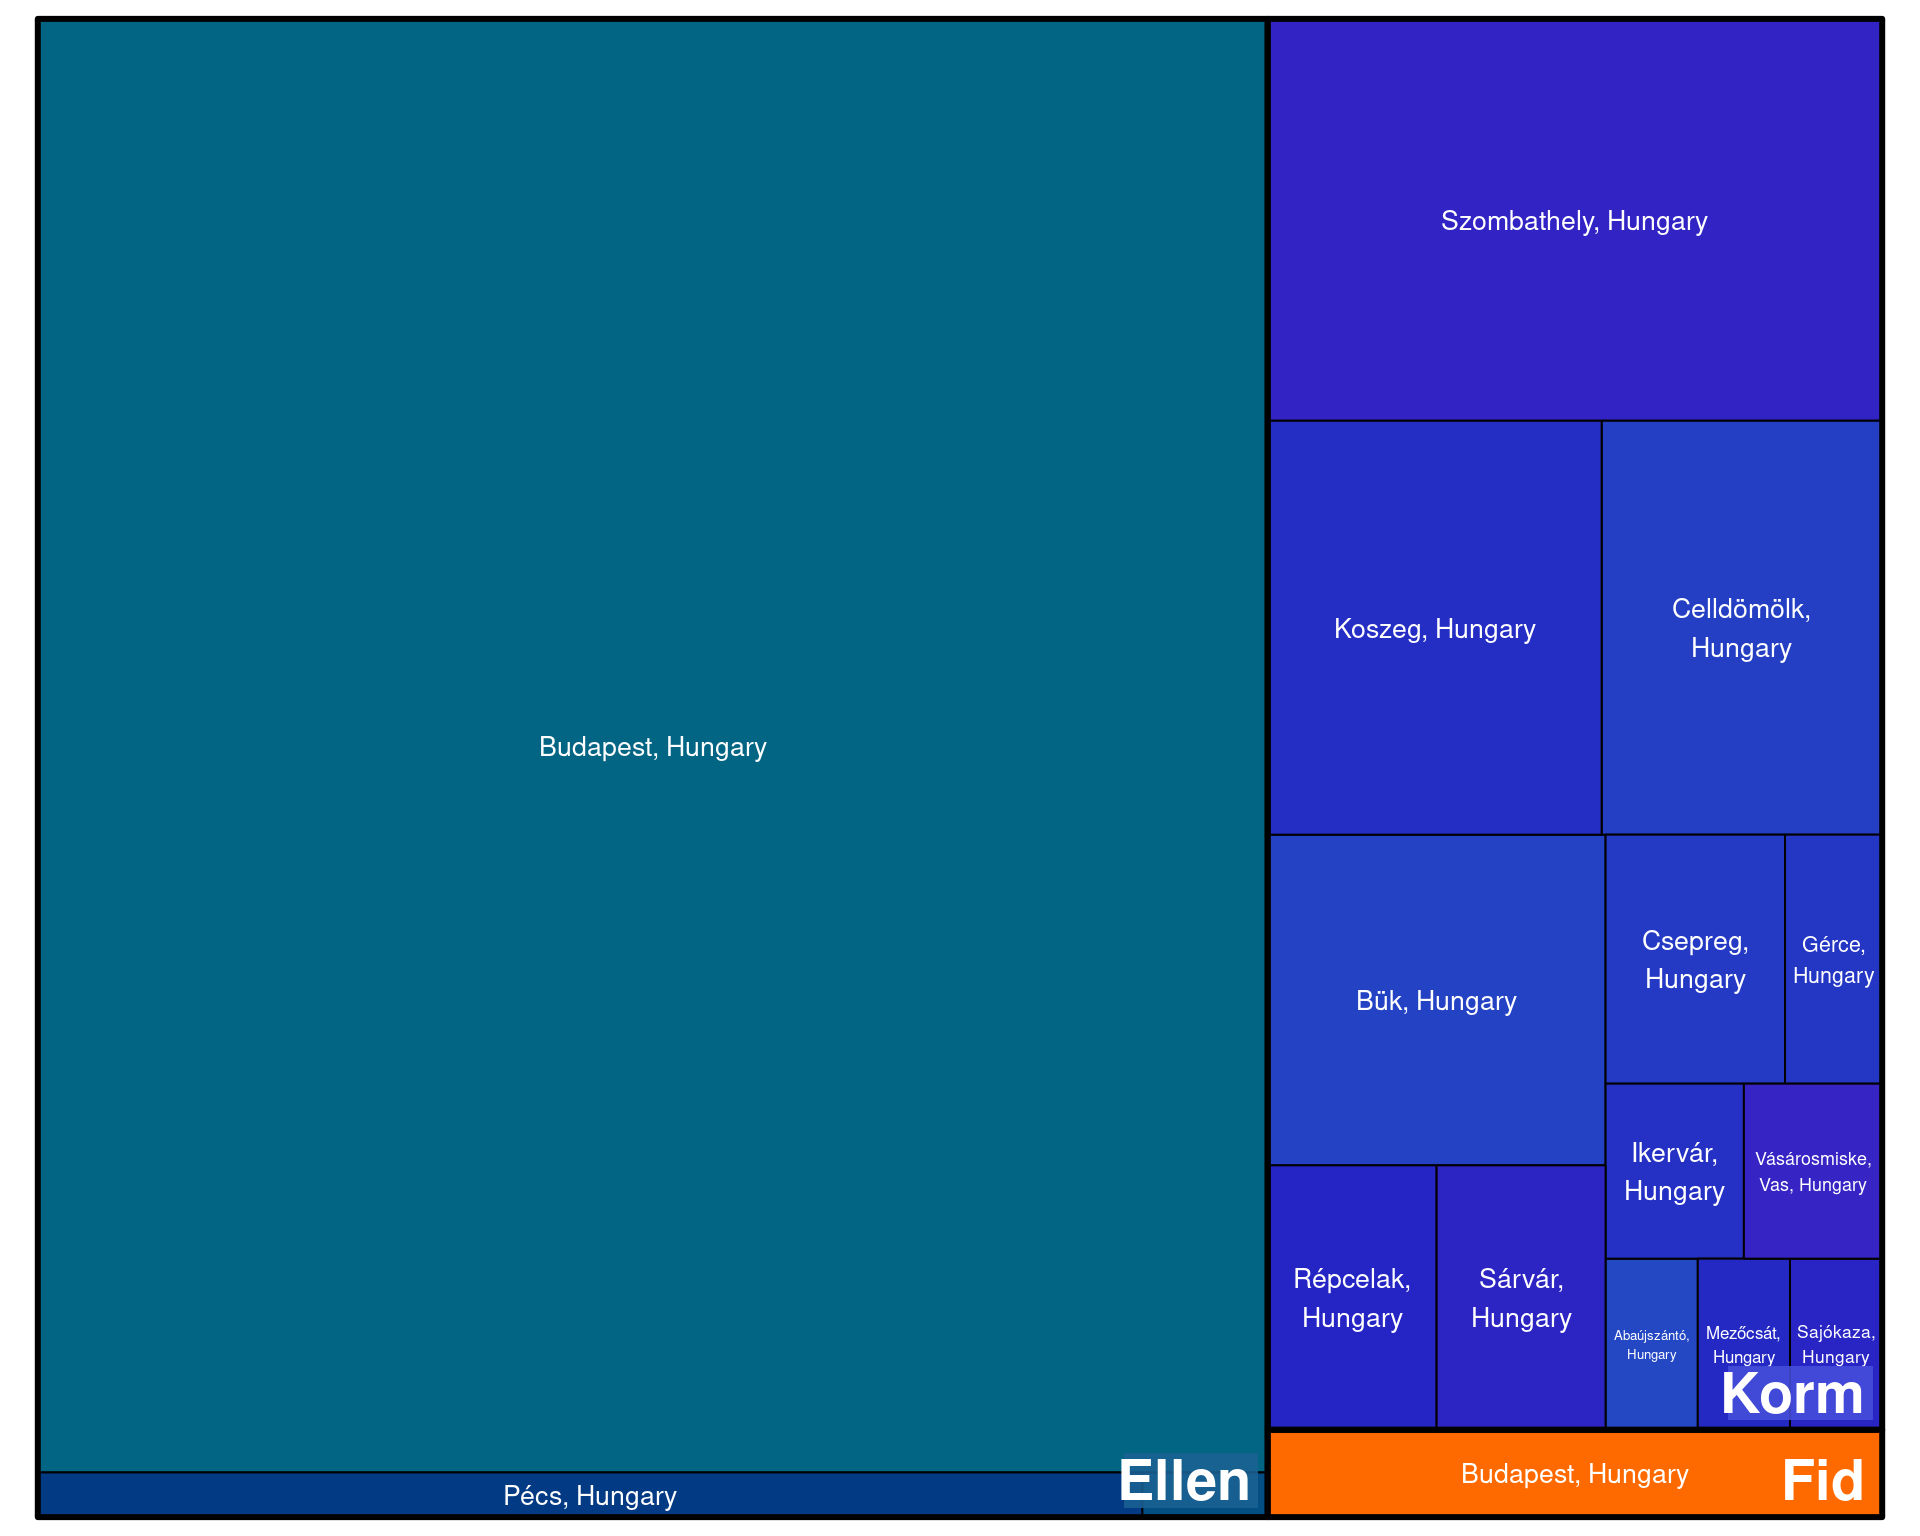 Szombathely, Hungary
Koszeg, Hungary
Celldömölk,
Hungary
Budapest, Hungary
Bük, Hungary
Csepreg,
Hungary
Gérce,
Hungary
Ikervár,
Hungary
Vásárosmiske,
Vas, Hungary
Répcelak,
Hungary
Sárvár,
Hungary
Abaújszántó,
Hungary
Mezőcsát,
Hungary
Sajókaza,
Hungary
Korm
Pécs, Hungary
Ellen
Budapest, Hungary
Fid